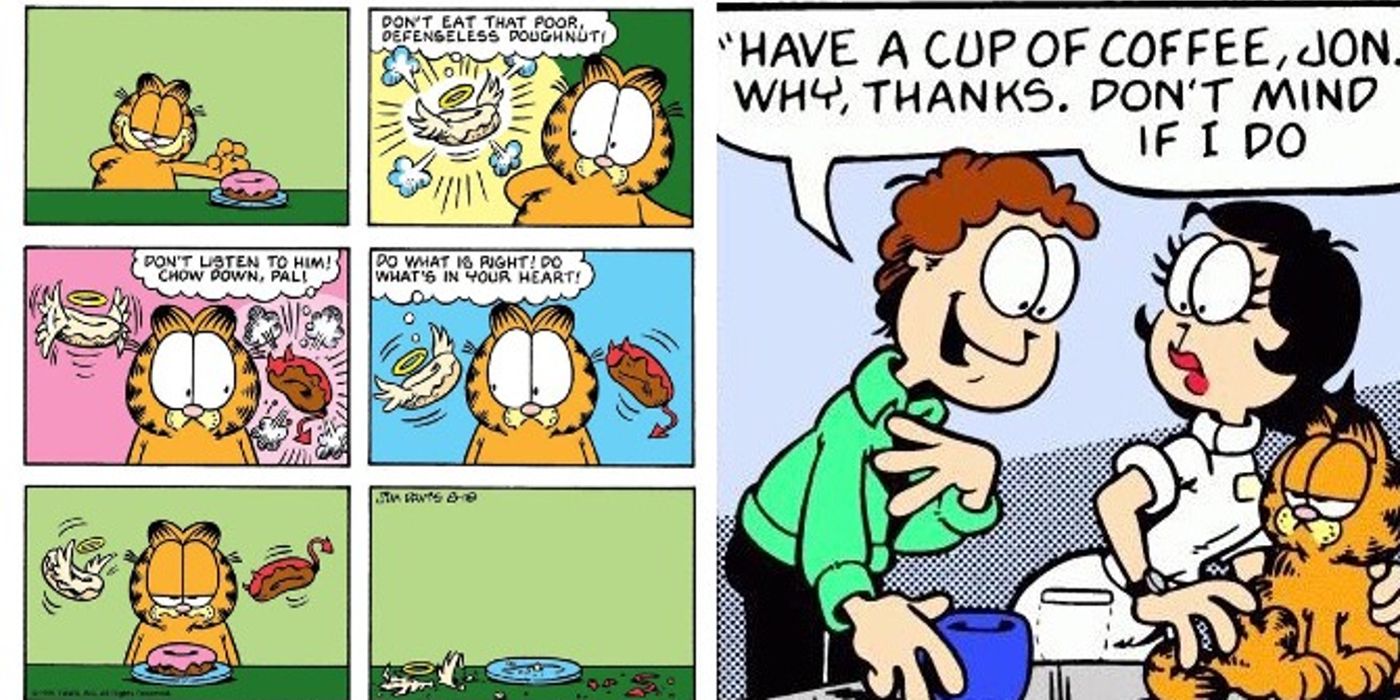 DON'T EAT THAT POOR,
DEFENSELESS DOUGHNUT!
DON'T LISTEN TO HIM!
CHOW DOWN, PAL!
DO WHAT IS RIGHT! DO
WHAT'S IN YOUR HEART!
JIM DAVIS
"HAVE A CUP OF COFFEE, JON.
WHY, THANKS. DON'T MIND
IF I DO